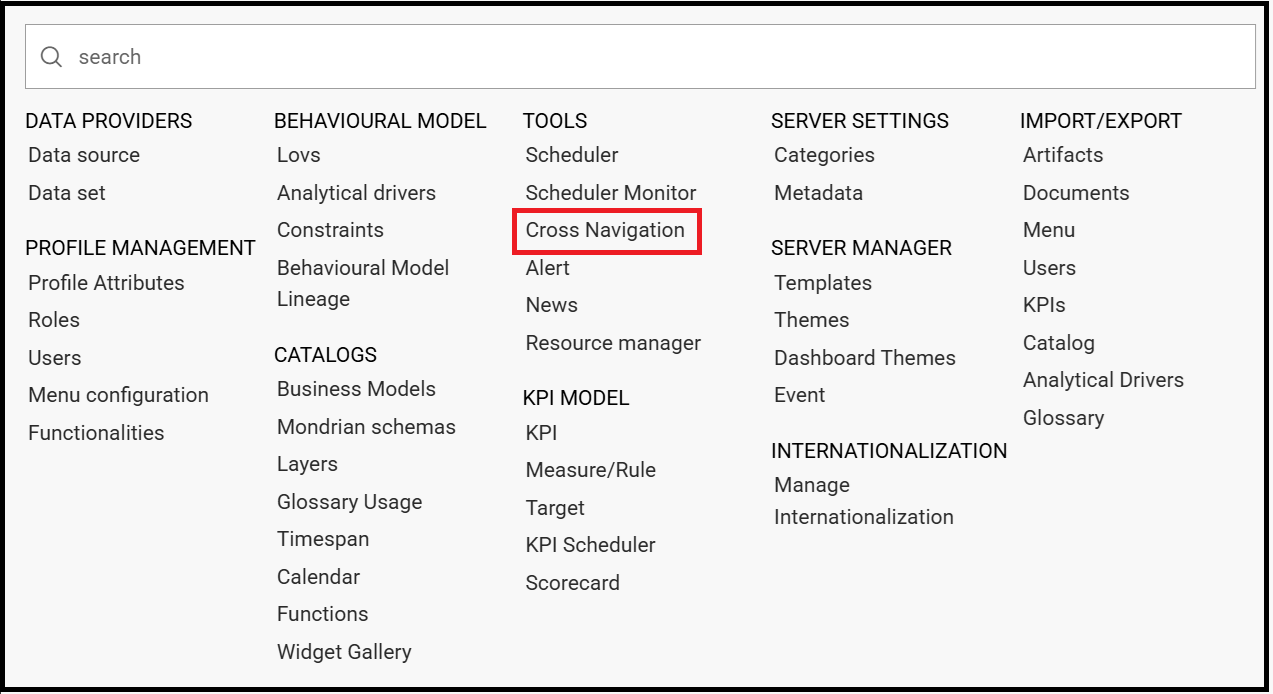 search
DATA PROVIDERS
Data source
Data set
PROFILE MANAGEMENT
Profile Attributes
Roles
Users
Menu configuration
Functionalities
BEHAVIOURAL MODEL
Lovs
Analytical drivers
Constraints
Behavioural Model
Lineage
CATALOGS
Business Models
Mondrian schemas
Layers
Glossary Usage
Timespan
Calendar
Functions
Widget Gallery
TOOLS
Scheduler
Scheduler Monitor
Cross Navigation
Alert
News
Resource manager
KPI MODEL
KPI
Measure/Rule
Target
KPI Scheduler
Scorecard
SERVER SETTINGS
Categories
Metadata
SERVER MANAGER
Templates
Themes
Dashboard Themes
Event
INTERNATIONALIZATION
Manage
Internationalization
IMPORT/EXPORT
Artifacts
Documents
Menu
Users
KPIs
Catalog
Analytical Drivers
Glossary